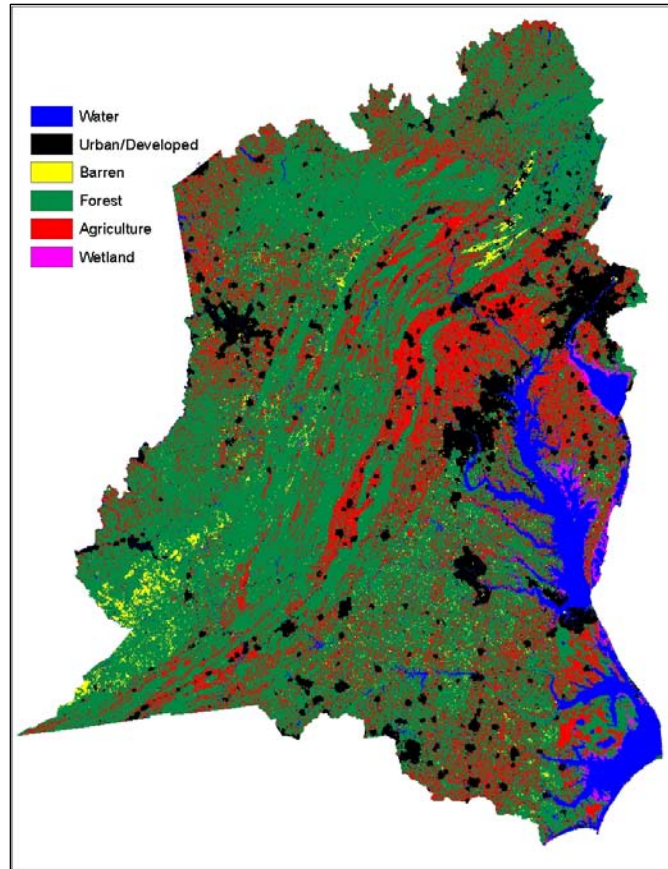 Water
Urban/Developed
Barren
Forest
Agriculture
Wetland